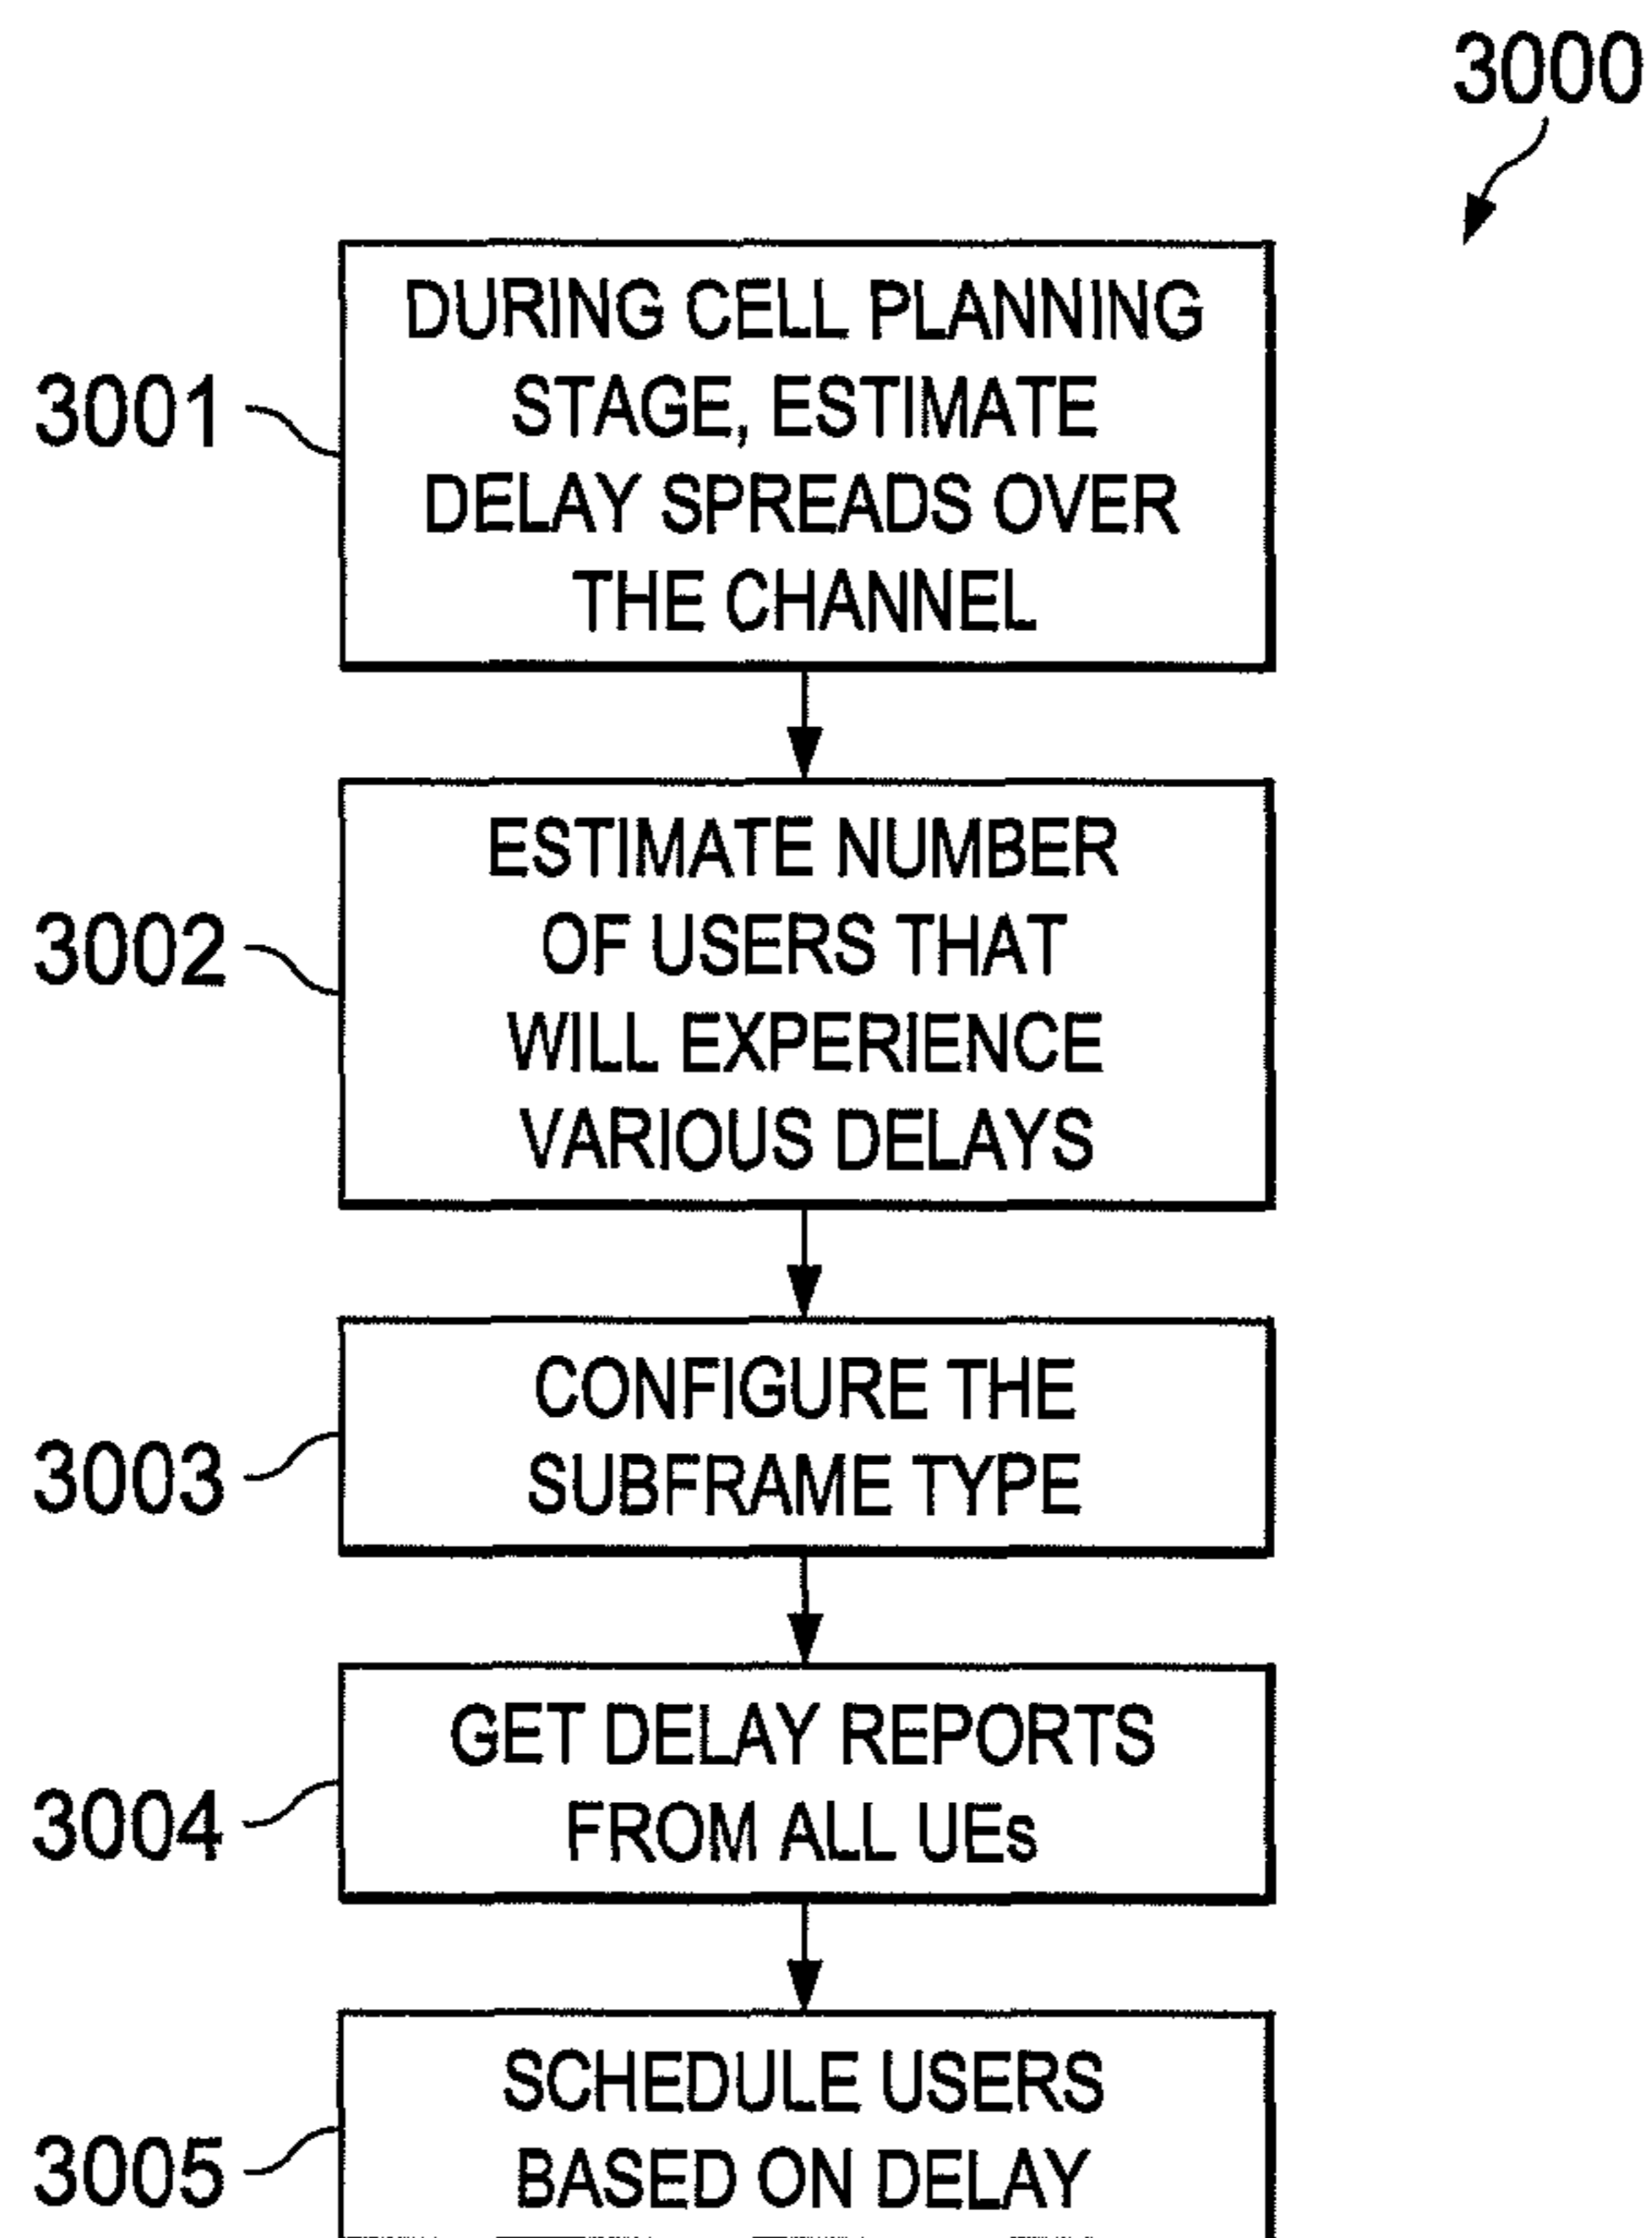 3000
DURING CELL PLANNING
STAGE, ESTIMATE
DELAY SPREADS OVER
THE CHANNEL
3001
ESTIMATE NUMBER
OF USERS THAT
WILL EXPERIENCE
VARIOUS DELAYS
3002
CONFIGURE THE
SUBFRAME TYPE
3003
GET DELAY REPORTS
FROM ALL UEs
3004
SCHEDULE USERS
BASED ON DELAY
3005